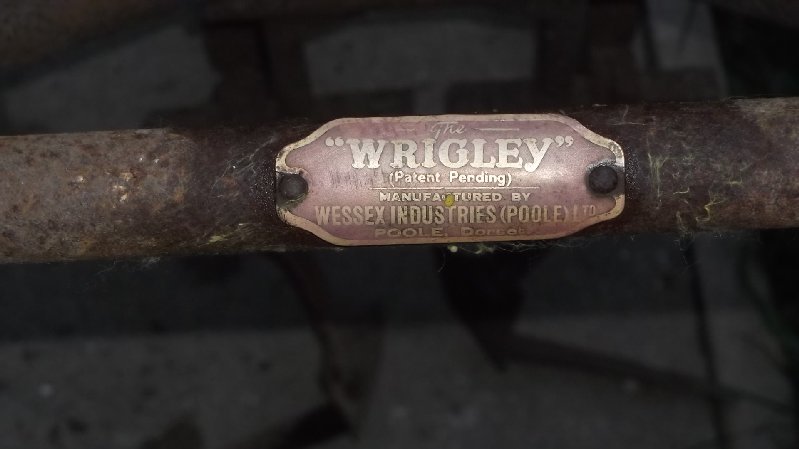 The
"WRIGLEY"
(Patent Pending)
MANUFACTURED BY
WESSEX INDUSTRIES (POOLE) LTD
POOLE, Dorset